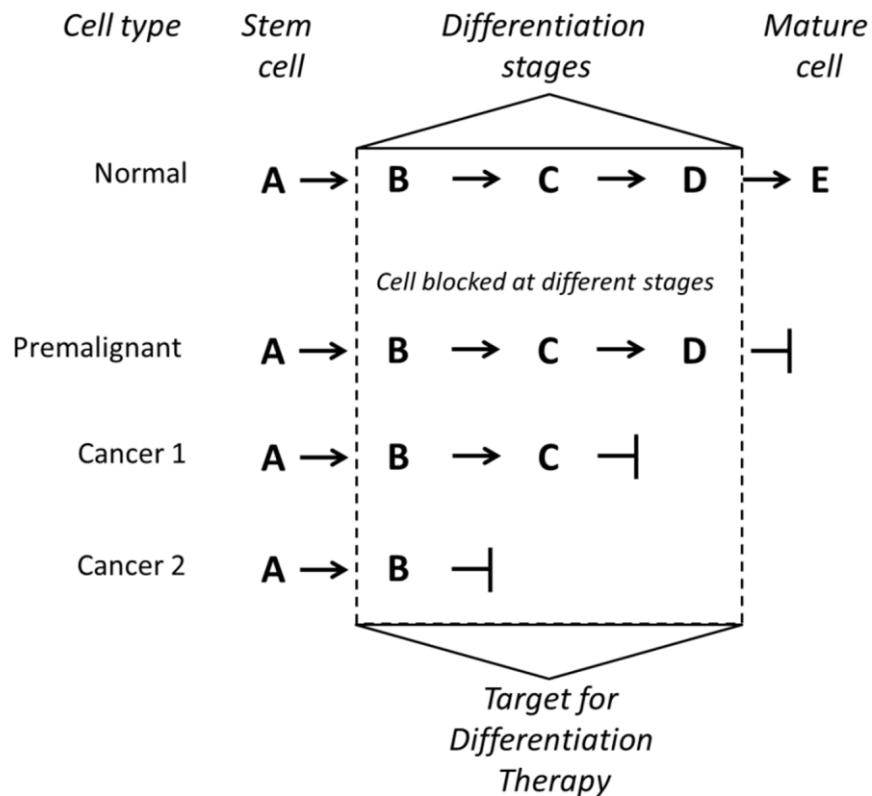 Cell type Stem cell Differentiation stages Mature cell
Normal A B C D E
Cell blocked at different stages
Premalignant A B C D
Cancer 1 A B C
Cancer 2 A B
Target for
Differentiation
Therapy